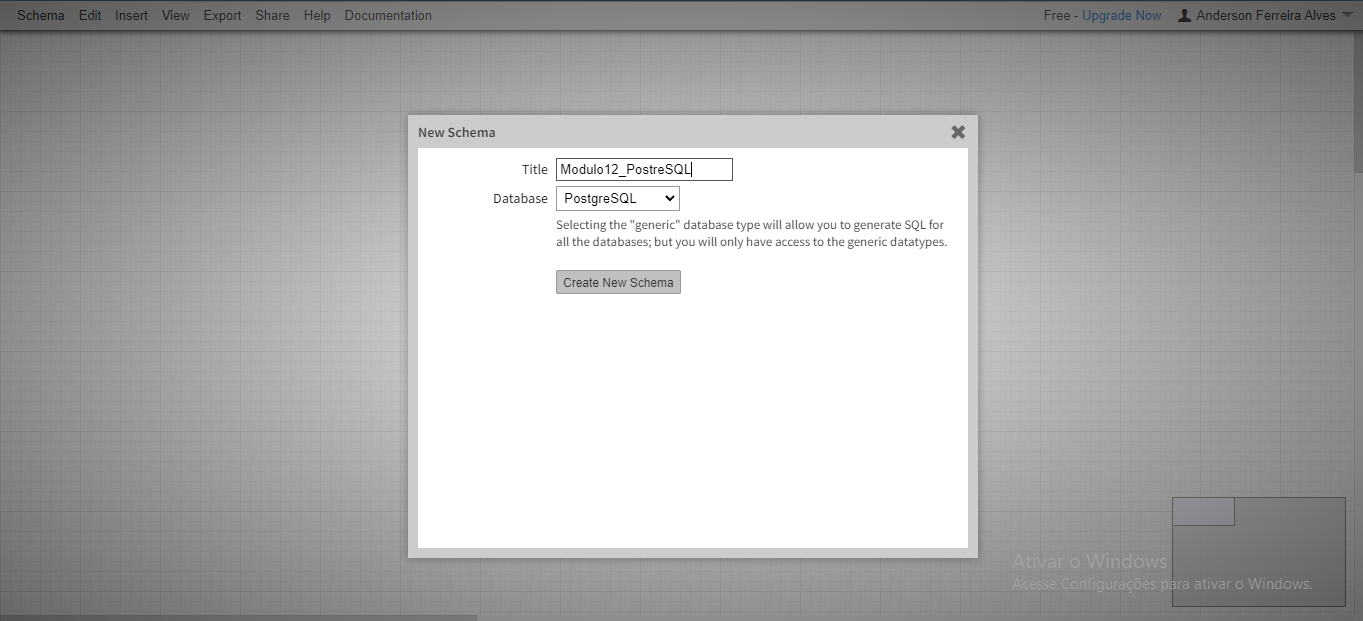 Schema Edit Insert View Export Share Help Documentation Free - Upgrade Now Anderson Ferreira Alves
New Schema
Title Modulo12_PostreSQL
Database PostgreSQL
Selecting the "generic" database type will allow you to generate SQL for
all the databases; but you will only have access to the generic datatypes.
Create New Schema
Ativar o Windows
Acesse Configurações para ativar o Windows.